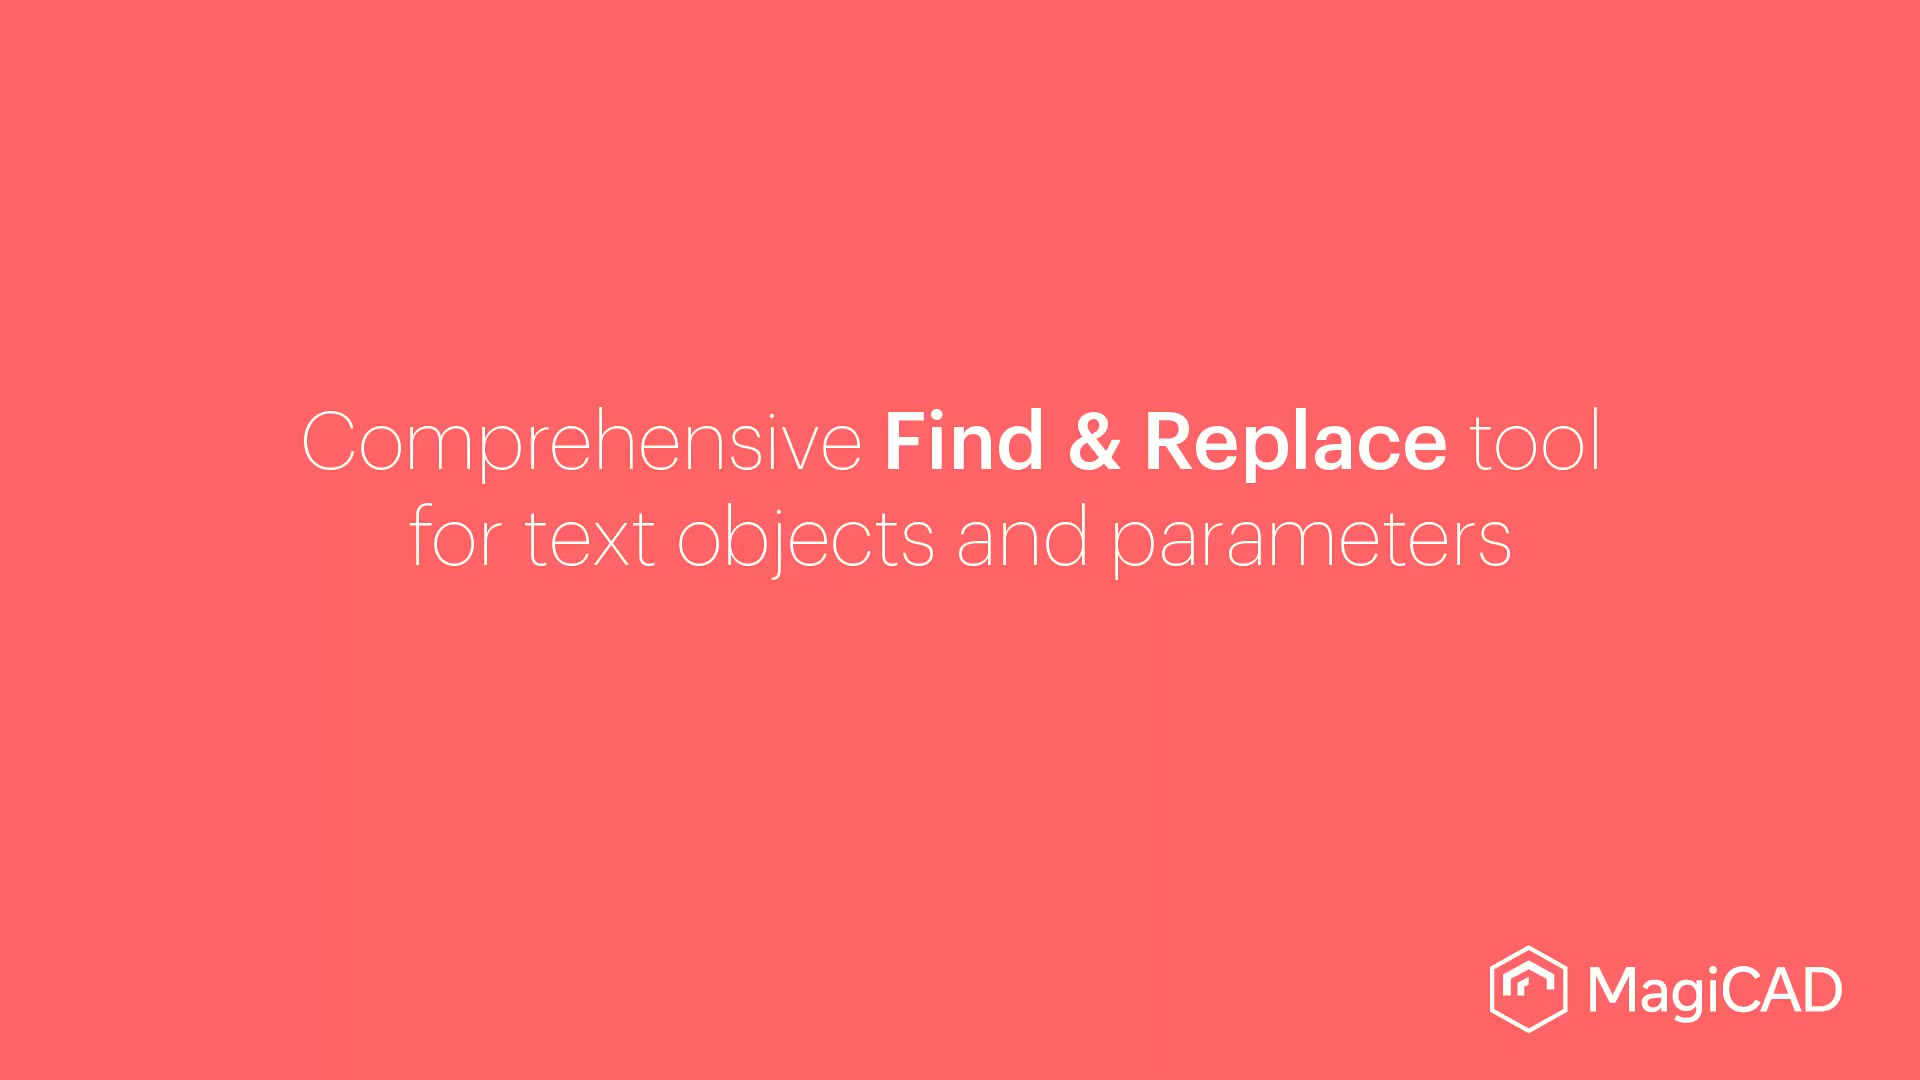 Comprehensive Find & Replace tool
for text objects and parameters
MagiCAD